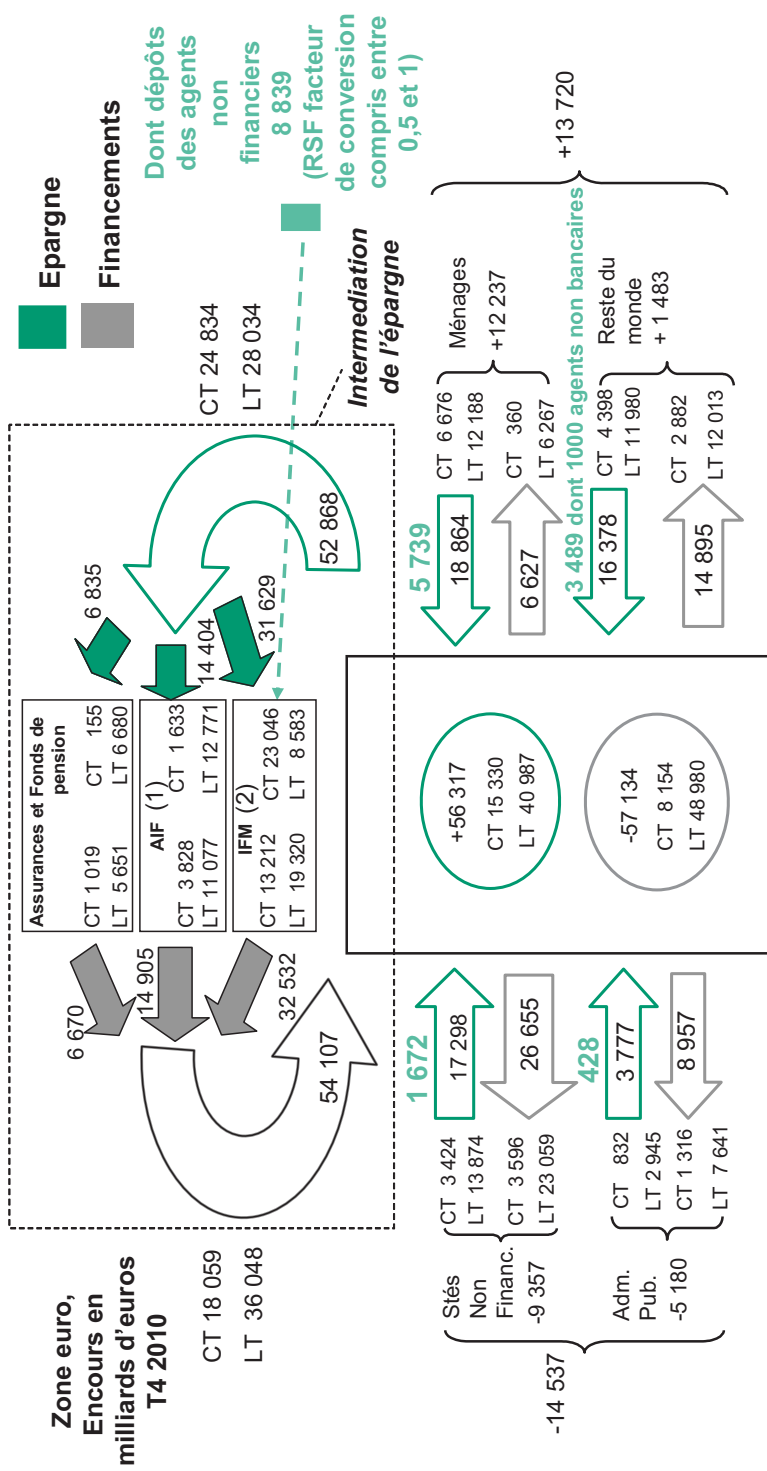 Zone euro,
Encours en
milliards d'euros
T4 2010
CT 18 059
LT 36 048
Epargne
Financements
CT 24 834
LT 28 034
Dont dépôts
des agents
non
financiers
8 839
(RSF facteur
de conversion
compris entre
0,5 et 1)
Intermediation
de l'épargne
Assurances et Fonds de
pension
CT 1 019
LT 5 651
CT 155
LT 6 680
AIF (1)
CT 3 828
LT 11 077
CT 1 633
LT 12 771
IFM (2)
CT 13 212
LT 19 320
CT 23 046
LT 8 583
6 670
14 905
32 532
54 107
6 835
14 404
31 629
52 868
-14 537
Stés
Non
Financ.
-9 357
CT 3 424
LT 13 874
CT 3 596
LT 23 059
1 672
17 298
26 655
Adm.
Pub.
-5 180
CT 832
LT 2 945
CT 1 316
LT 7 641
428
3 777
8 957
+56 317
CT 15 330
LT 40 987
-57 134
CT 8 154
LT 48 980
5 739
18 864
6 627
CT 6 676
LT 12 188
CT 360
LT 6 267
Ménages
+12 237
3 489 dont 1000 agents non bancaires
16 378
14 895
CT 4 398
LT 11 980
CT 2 882
LT 12 013
Reste du
monde
+ 1 483
+13 720